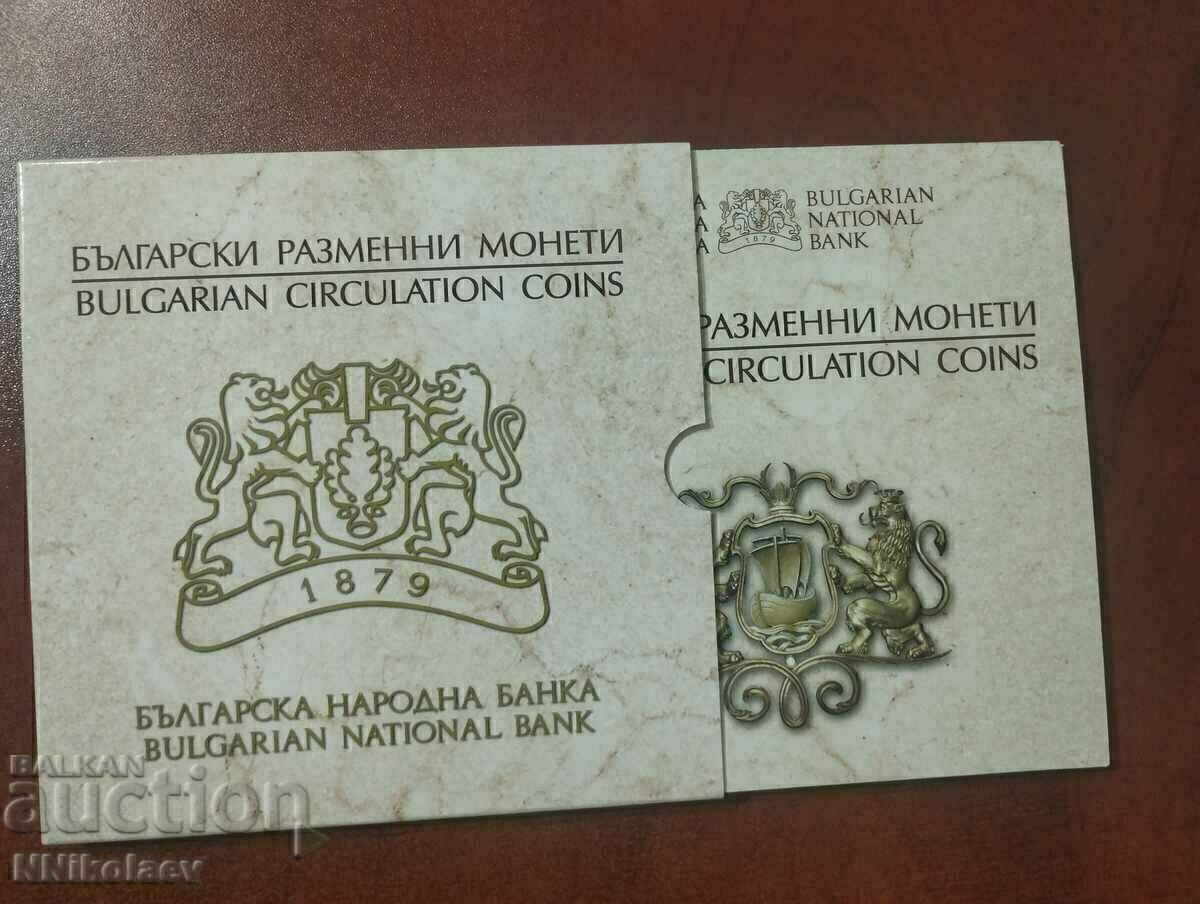 БЪЛГАРСКИ РАЗМЕННИ МОНЕТИ
BULGARIAN CIRCULATION COINS
1879
БЪЛГАРСКА НАРОДНА БАНКА
BULGARIAN NATIONAL BANK
А
А
А
1879
BULGARIAN
NATIONAL
BANK
РАЗМЕННИ МОНЕТИ
CIRCULATION COINS
BALKAN
auction
NNikolaev